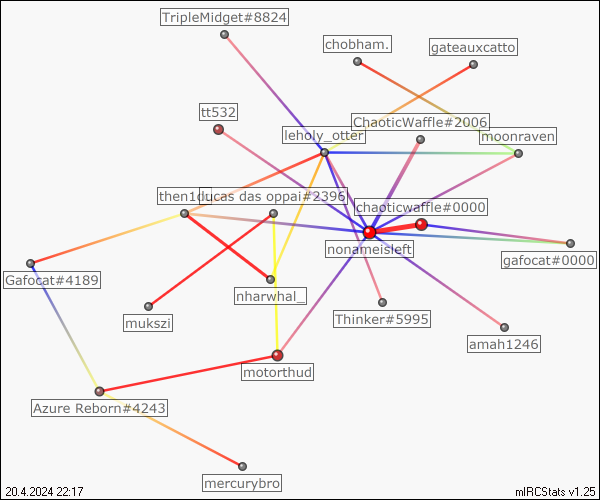 TripleMidget#8824
chobham.
gateauxcatto
tt532
ChaoticWaffle#2006
leholy_otter
moonraven
lucas das oppai#2396
chaoticwaffle#0000
nonameisleft
gafocat#0000
Gafocat#4189
nharwhal_
mukszi
Thinker#5995
amah1246
motorthud
Azure Reborn#4243
mercurybro
20.4.2024 22:17
mIRCStats v1.25